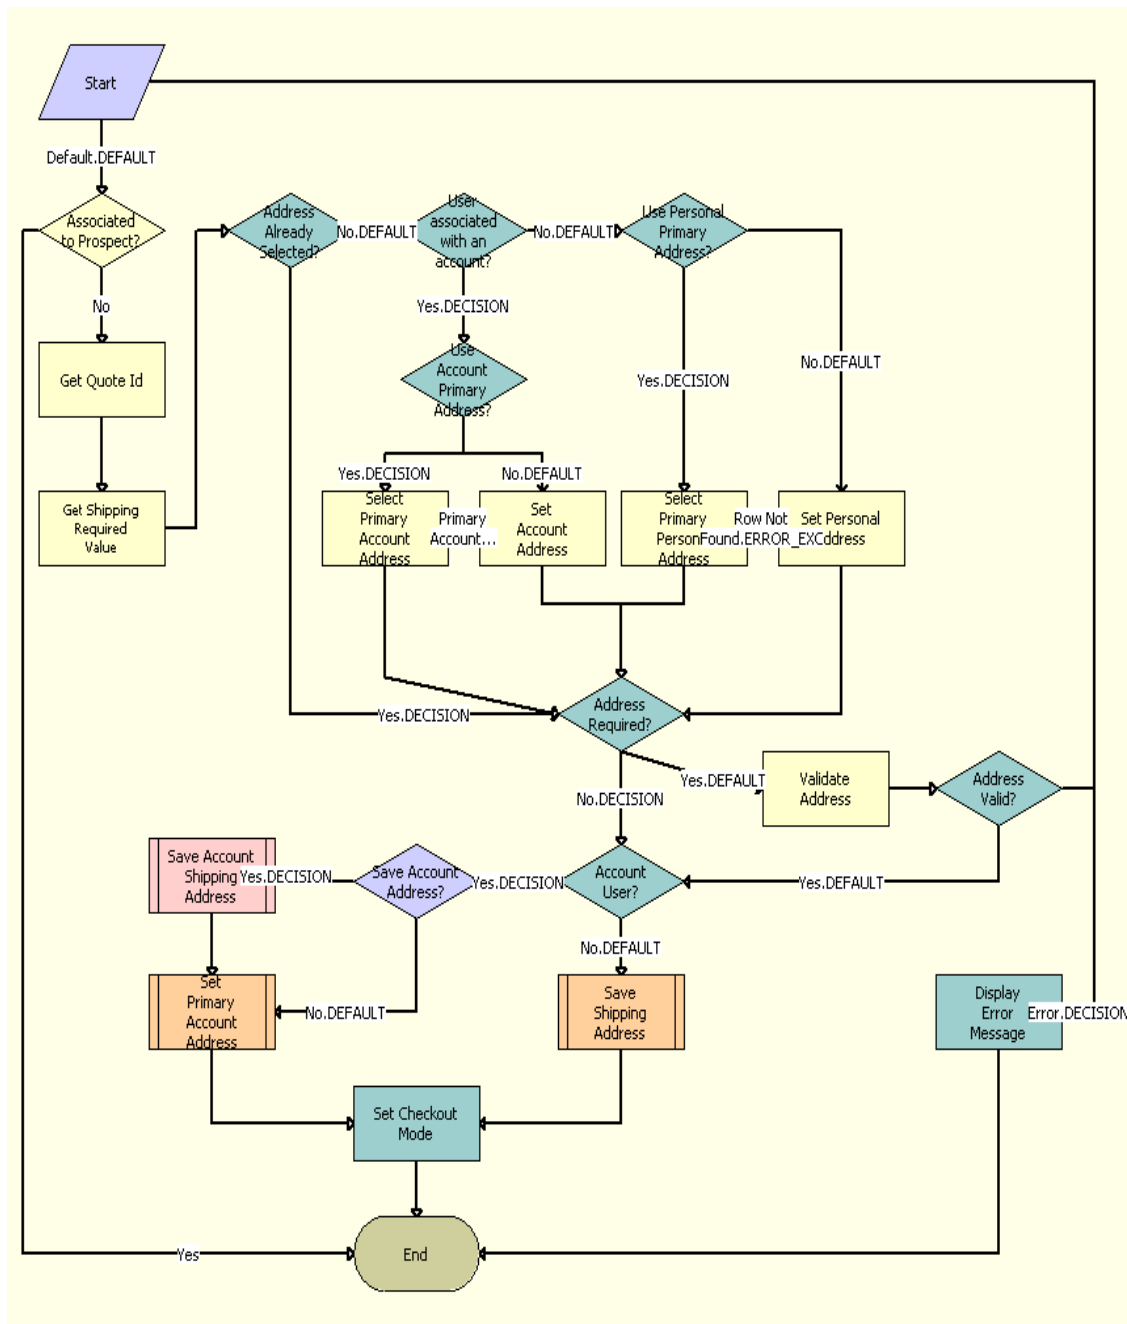 Start
Default.DEFAULT
Associated
to Prospect?
No
Get Quote Id
Get Shipping
Required
Value
Address
Already
Selected?
No.DEFAULT
User
associated
with an
account?
No.DEFAULT
Use Personal
Primary
Address?
Yes.DECISION
Use
Account
Primary
Address?
Yes.DECISION
No.DEFAULT
Yes.DECISION
No.DEFAULT
Select
Primary
Account
Address
Primary
Account...
Set
Account
Address
Select
Primary
Person
Address
Row Not
Found.ERROR_EXC
Set Personal
ddress
Yes.DECISION
Address
Required?
Yes.DEFAULT
No.DECISION
Validate
Address
Address
Valid?
Yes.DEFAULT
Account
User?
Yes.DECISION
Save Account
Address?
Yes.DECISION
Save Account
Shipping
Address
No.DEFAULT
No.DEFAULT
Set
Primary
Account
Address
Save
Shipping
Address
Display
Error
Message
Error.DECISION
Set Checkout
Mode
Yes
End